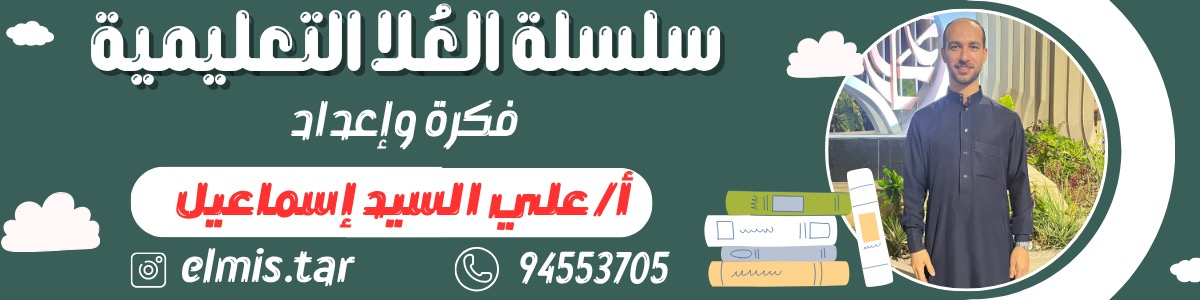 سلسلة العُلا التعليمية
فكرة وإعداد
أ/ علي السيد إسماعيل
elmis.tar
94553705